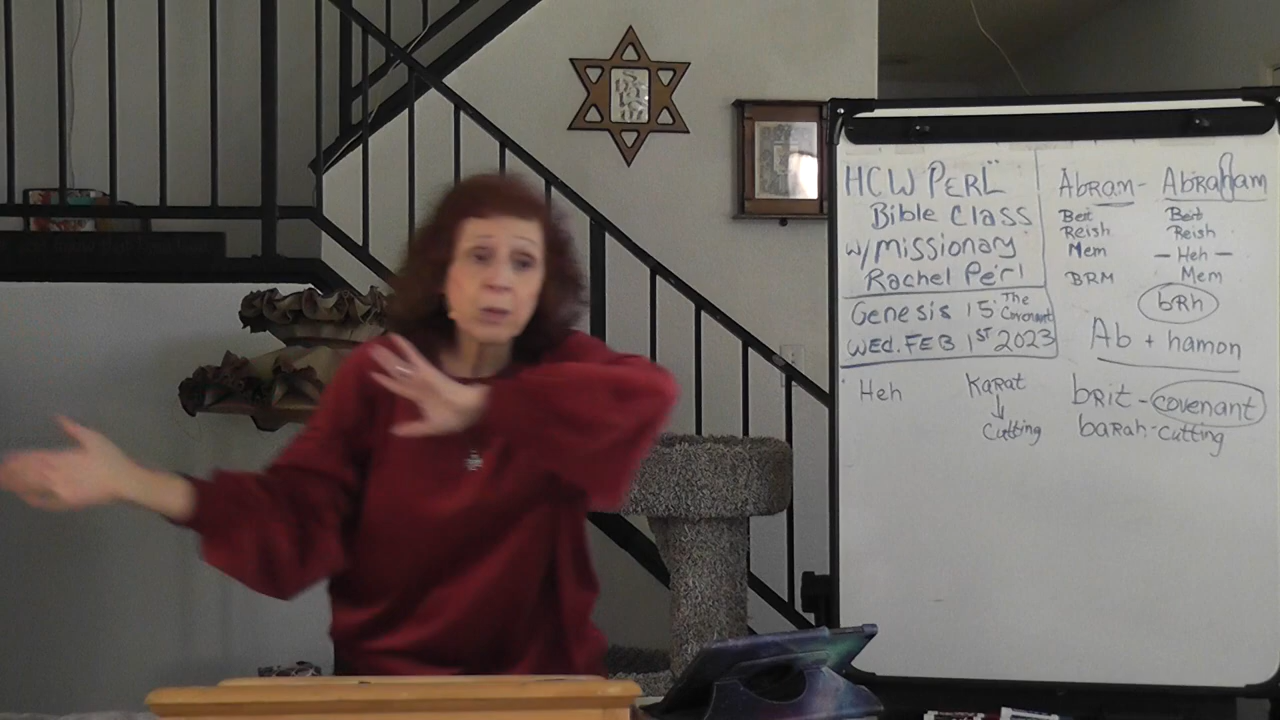 HCW PERL
Bible Class
w/ Missionary
Rachel Perl
Genesis 15: The Covenant
WED. FEB 1ST 2023
Heh
Karat
↓
Cutting
Abram - Abraham
Beit
Reish
Mem
BRM
Beit
Reish
- Heh -
Mem
bRh
Ab + hamon
brit - covenant
barah - cutting